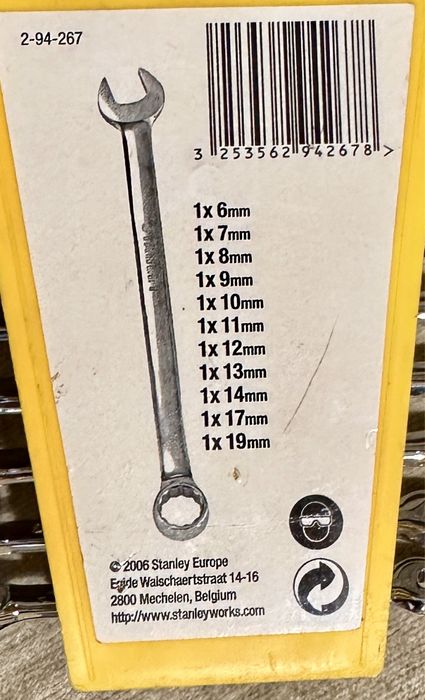 2-94-267
3 253562 942678 >
1x 6mm
1x 7mm
1x 8mm
1x 9mm
1x 10mm
1x 11mm
1x 12mm
1x 13mm
1x 14mm
1x 17mm
1x 19mm
© 2006 Stanley Europe
Egide Walschaertstraat 14-16
2800 Mechelen, Belgium
http://www.stanleyworks.com